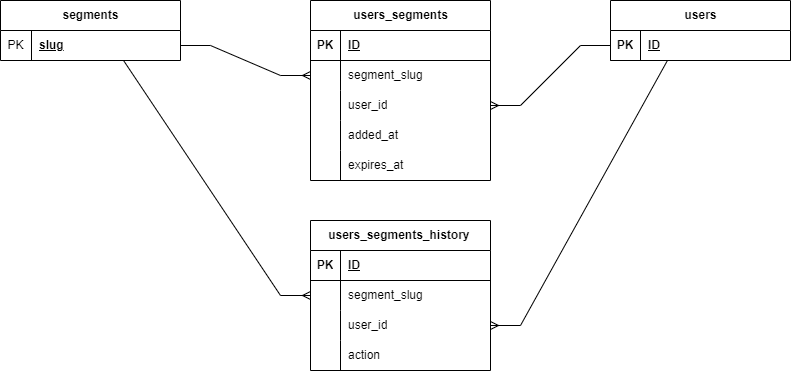 segments
PK slug
users_segments
PK ID
segment_slug
user_id
added_at
expires_at
users
PK ID
users_segments_history
PK ID
segment_slug
user_id
action